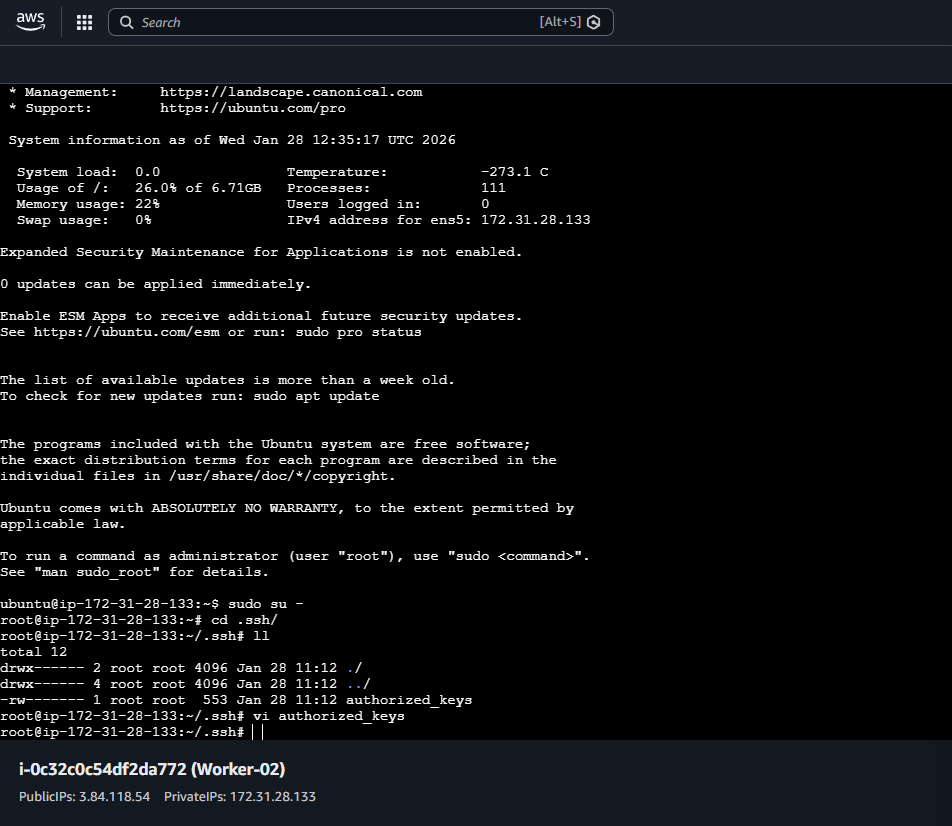 aws
Search [Alt+S]
* Management: https://landscape.canonical.com
* Support: https://ubuntu.com/pro
System information as of Wed Jan 28 12:35:17 UTC 2026
System load: 0.0 Temperature: -273.1 C
Usage of /: 26.0% of 6.71GB Processes: 111
Memory usage: 22% Users logged in: 0
Swap usage: 0% IPv4 address for ens5: 172.31.28.133
Expanded Security Maintenance for Applications is not enabled.
0 updates can be applied immediately.
Enable ESM Apps to receive additional future security updates.
See https://ubuntu.com/esm or run: sudo pro status
The list of available updates is more than a week old.
To check for new updates run: sudo apt update
The programs included with the Ubuntu system are free software;
the exact distribution terms for each program are described in the
individual files in /usr/share/doc/*/copyright.
Ubuntu comes with ABSOLUTELY NO WARRANTY, to the extent permitted by
applicable law.
To run a command as administrator (user "root"), use "sudo <command>".
See "man sudo_root" for details.
ubuntu@ip-172-31-28-133:~$ sudo su -
root@ip-172-31-28-133:~# cd .ssh/
root@ip-172-31-28-133:~/.ssh# ll
total 12
drwx------ 2 root root 4096 Jan 28 11:12 ./
drwx------ 4 root root 4096 Jan 28 11:12 ../
-rw------- 1 root root 553 Jan 28 11:12 authorized_keys
root@ip-172-31-28-133:~/.ssh# vi authorized_keys
root@ip-172-31-28-133:~/.ssh#
i-0c32c0c54df2da772 (Worker-02)
PublicIPs: 3.84.118.54 PrivateIPs: 172.31.28.133